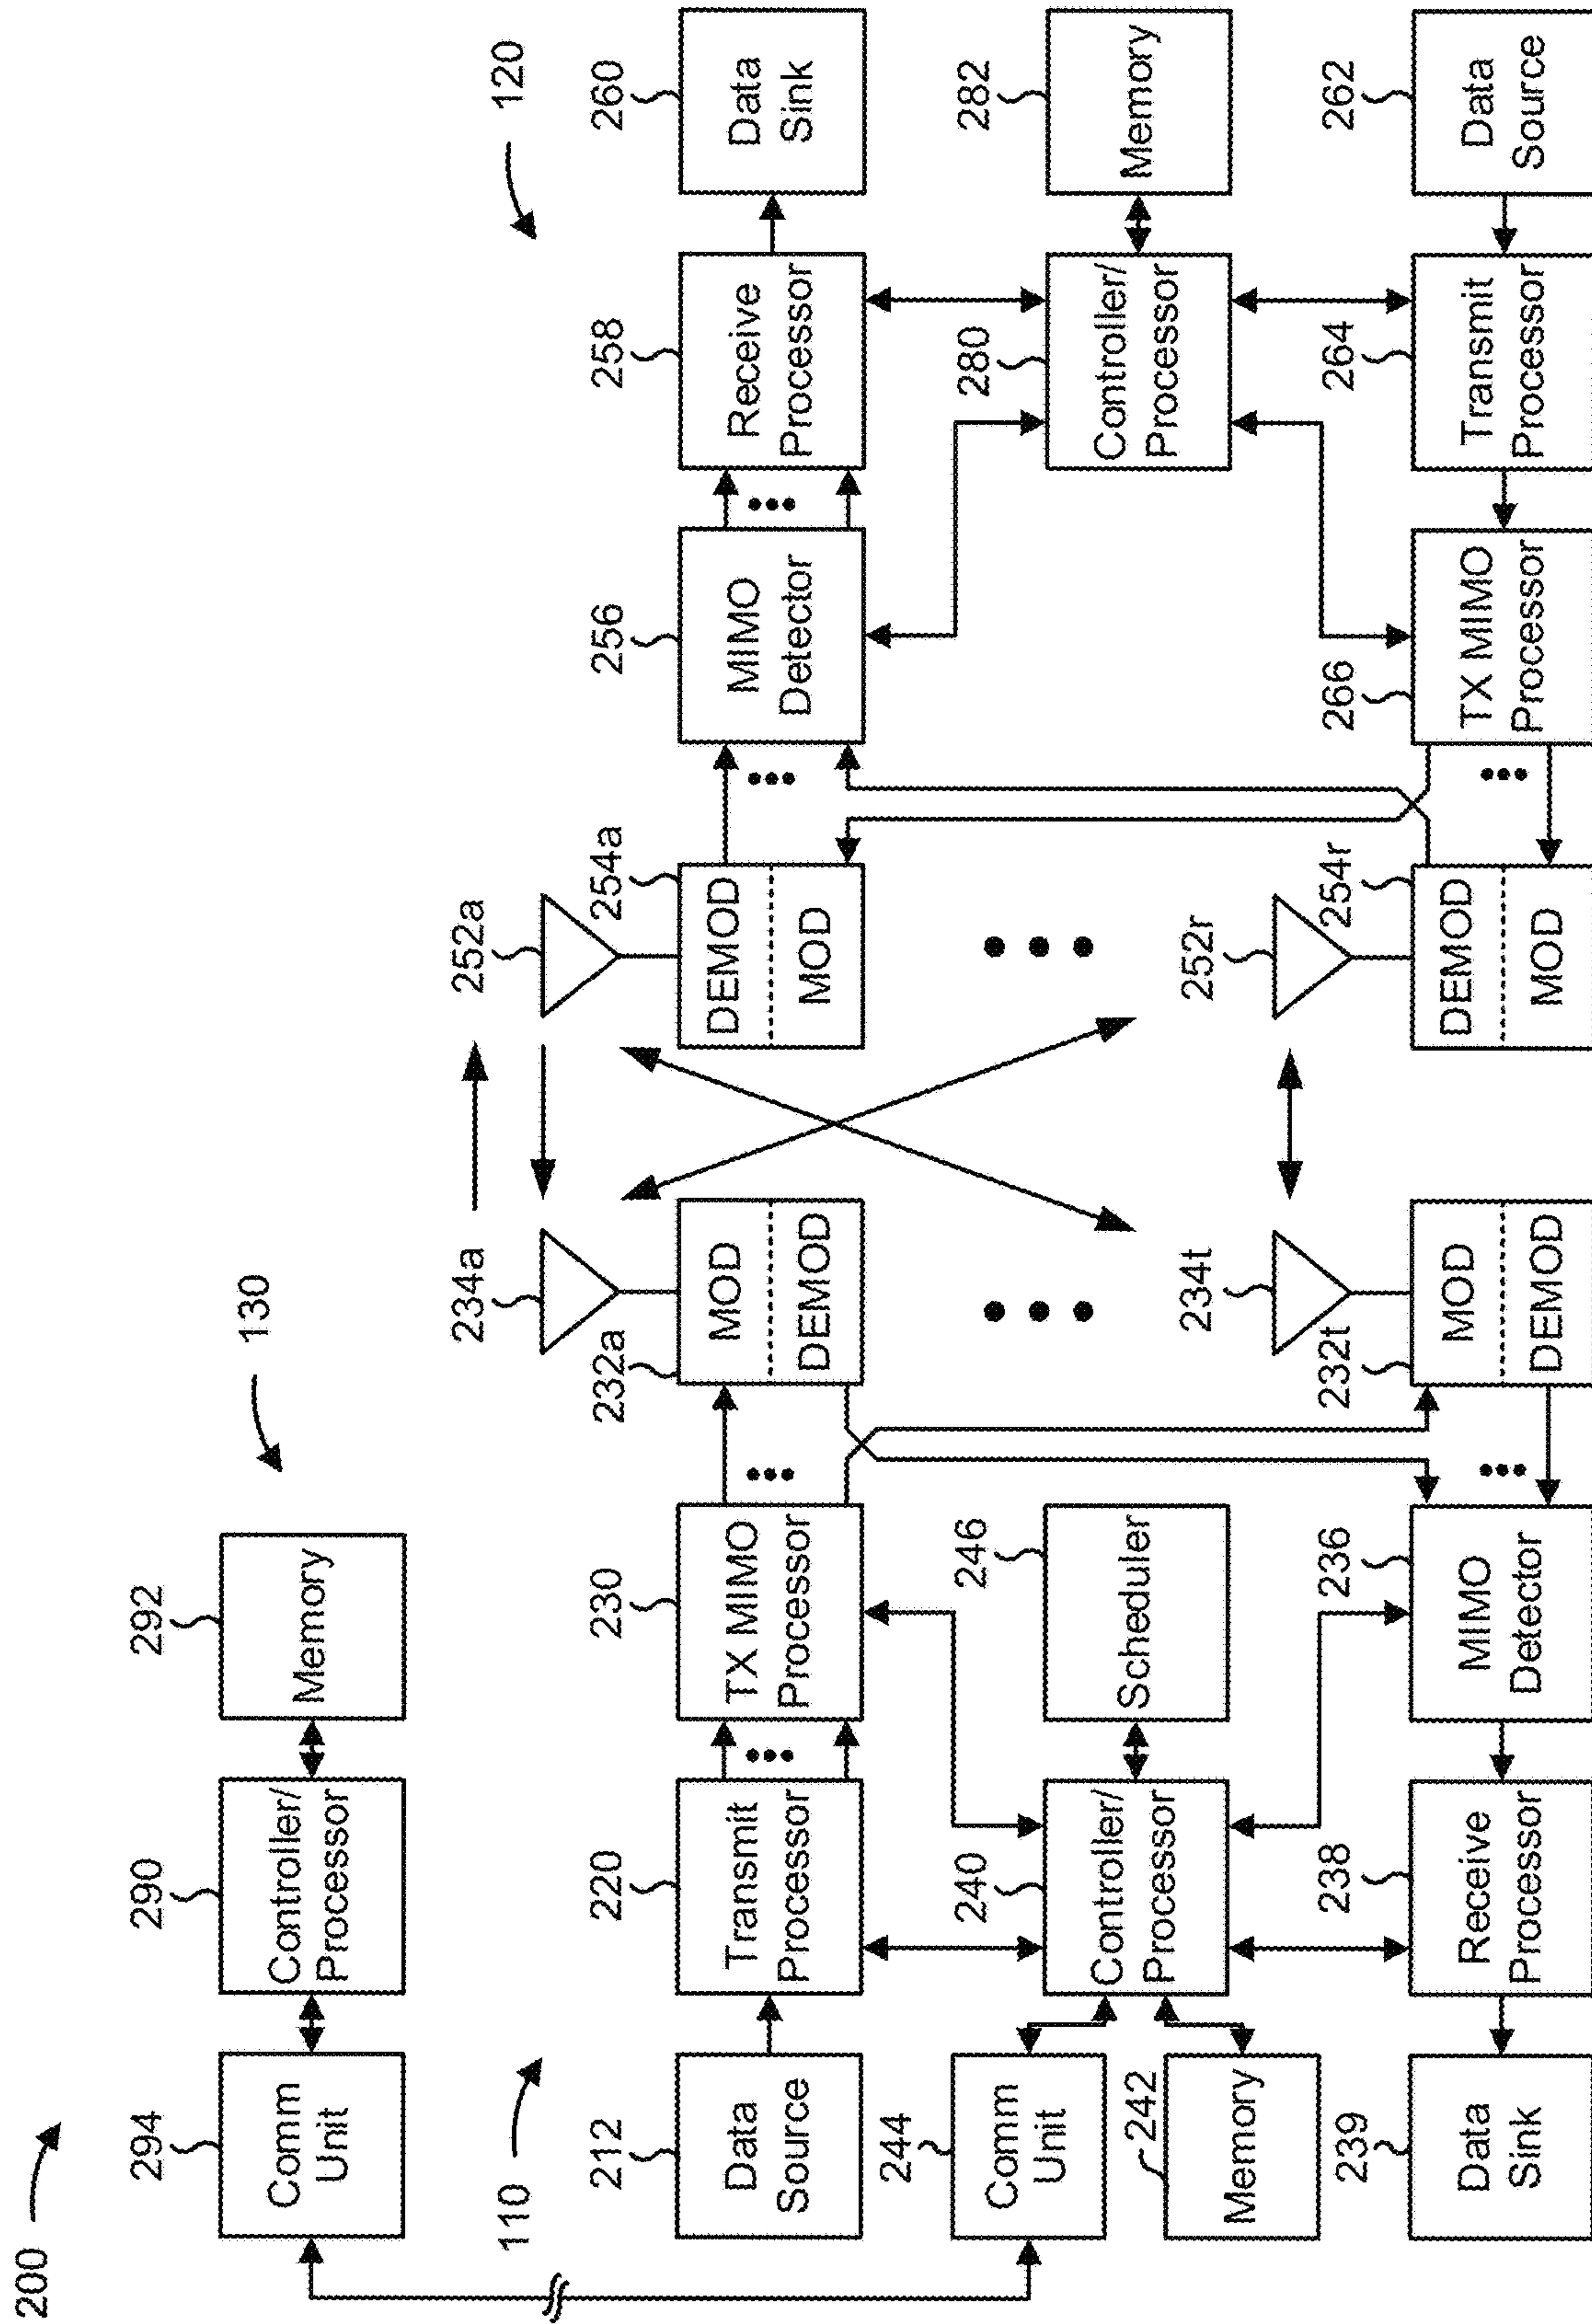 200
130
294
290
292
Comm
Unit
Controller/
Processor
Memory
110
120
212
220
230
232a
234a
252a
254a
256
258
260
Data
Source
Transmit
Processor
TX MIMO
Processor
MOD
DEMOD
DEMOD
MOD
MIMO
Detector
Receive
Processor
Data
Sink
244
240
246
280
282
Comm
Unit
Controller/
Processor
Scheduler
Controller/
Processor
Memory
242
Memory
239
238
236
232t
234t
252r
254r
266
264
262
Data
Sink
Receive
Processor
MIMO
Detector
MOD
DEMOD
DEMOD
MOD
TX MIMO
Processor
Transmit
Processor
Data
Source